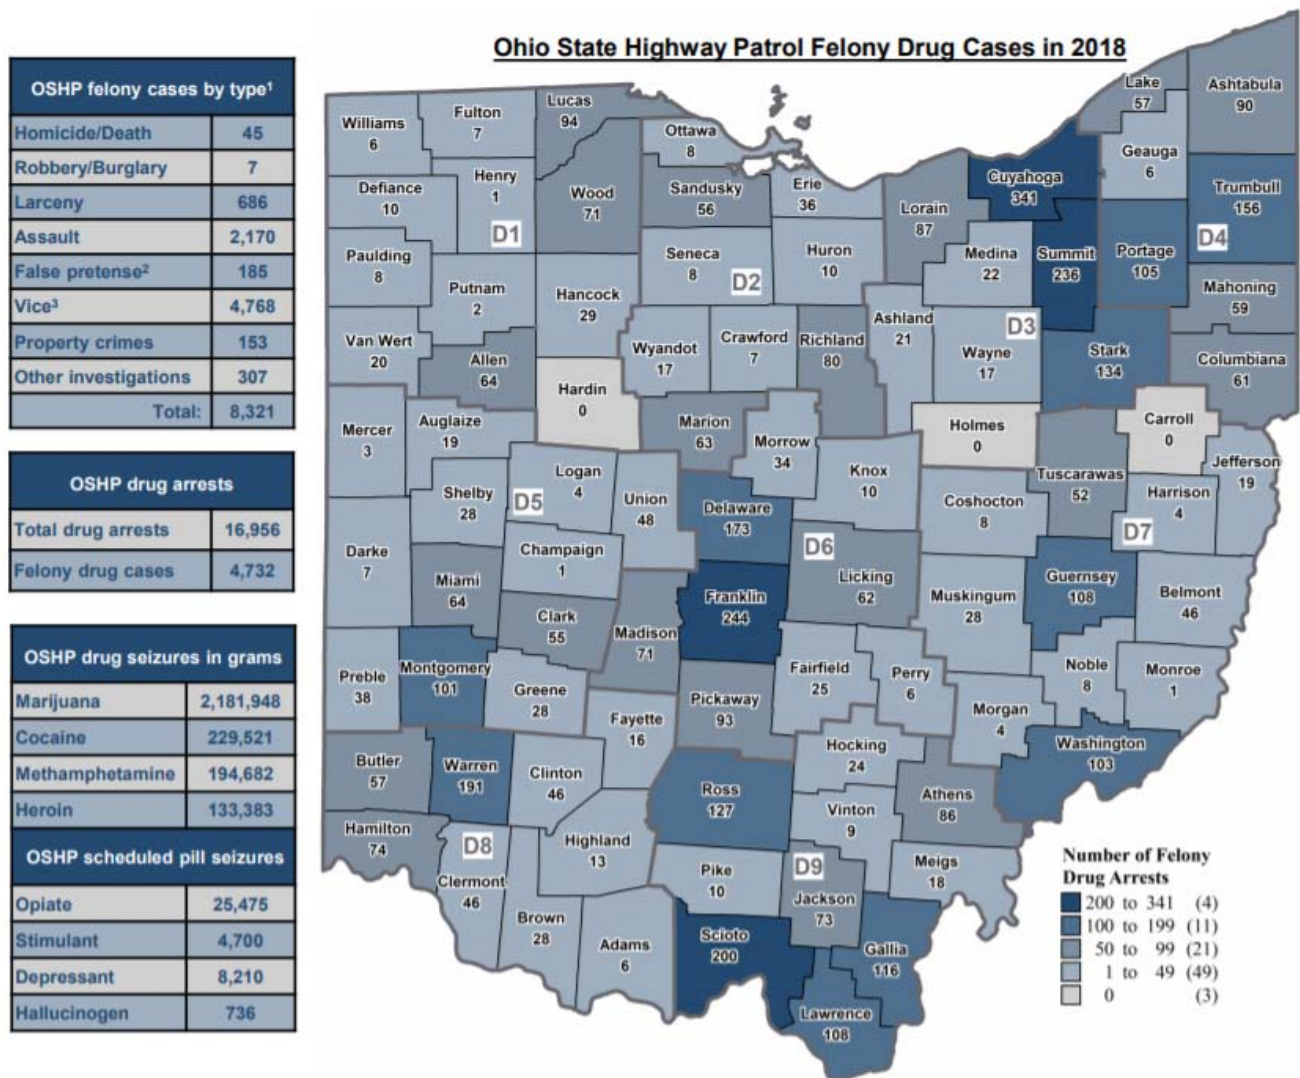 Ohio State Highway Patrol Felony Drug Cases in 2018
OSHP felony cases by type¹
Homicide/Death 45
Robbery/Burglary 7
Larceny 686
Assault 2,170
False pretense² 185
Vice³ 4,768
Property crimes 153
Other investigations 307
Total: 8,321
OSHP drug arrests
Total drug arrests 16,956
Felony drug cases 4,732
OSHP drug seizures in grams
Marijuana 2,181,948
Cocaine 229,521
Methamphetamine 194,682
Heroin 133,383
OSHP scheduled pill seizures
Opiate 25,475
Stimulant 4,700
Depressant 8,210
Hallucinogen 736
Williams
6
Fulton
7
Lucas
94
Ottawa
8
Lake
57
Ashtabula
90
Geauga
6
Cuyahoga
341
Trumbull
156
Defiance
10
Henry
1
Wood
71
Sandusky
56
Erie
36
Lorain
87
D1
D4
Paulding
8
Seneca
8
D2
Huron
10
Medina
22
Summit
236
Portage
105
Mahoning
59
Putnam
2
Hancock
29
Van Wert
20
Allen
64
Wyandot
17
Crawford
7
Richland
80
Ashland
21
D3
Wayne
17
Stark
134
Columbiana
61
Hardin
0
Mercer
3
Auglaize
19
Marion
63
Morrow
34
Holmes
0
Carroll
0
Jefferson
19
Logan
4
Shelby
28
D5
Union
48
Knox
10
Tuscarawas
52
Harrison
4
Coshocton
8
D7
Delaware
173
D6
Licking
62
Darke
7
Champaign
1
Miami
64
Clark
55
Madison
71
Franklin
244
Muskingum
28
Guernsey
108
Belmont
46
Preble
38
Montgomery
101
Greene
28
Fayette
16
Pickaway
93
Fairfield
25
Perry
6
Noble
8
Monroe
1
Morgan
4
Washington
103
Butler
57
Warren
191
Clinton
46
Ross
127
Hocking
24
Athens
86
Vinton
9
Hamilton
74
D8
Clermont
46
Highland
13
Pike
10
D9
Jackson
73
Meigs
18
Brown
28
Adams
6
Scioto
200
Gallia
116
Lawrence
108
Number of Felony
Drug Arrests
200 to 341 (4)
100 to 199 (11)
50 to 99 (21)
1 to 49 (49)
0 (3)